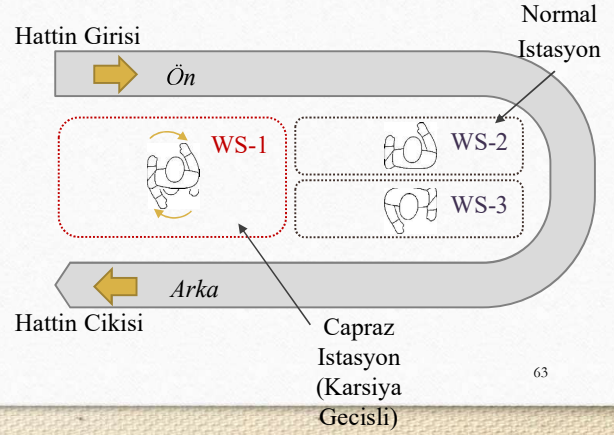 Hattin Girisi
Ön
Normal
Istasyon
WS-1
WS-2
WS-3
Arka
Hattin Cikisi
Capraz
Istasyon
(Karsiya
Gecisli)
63